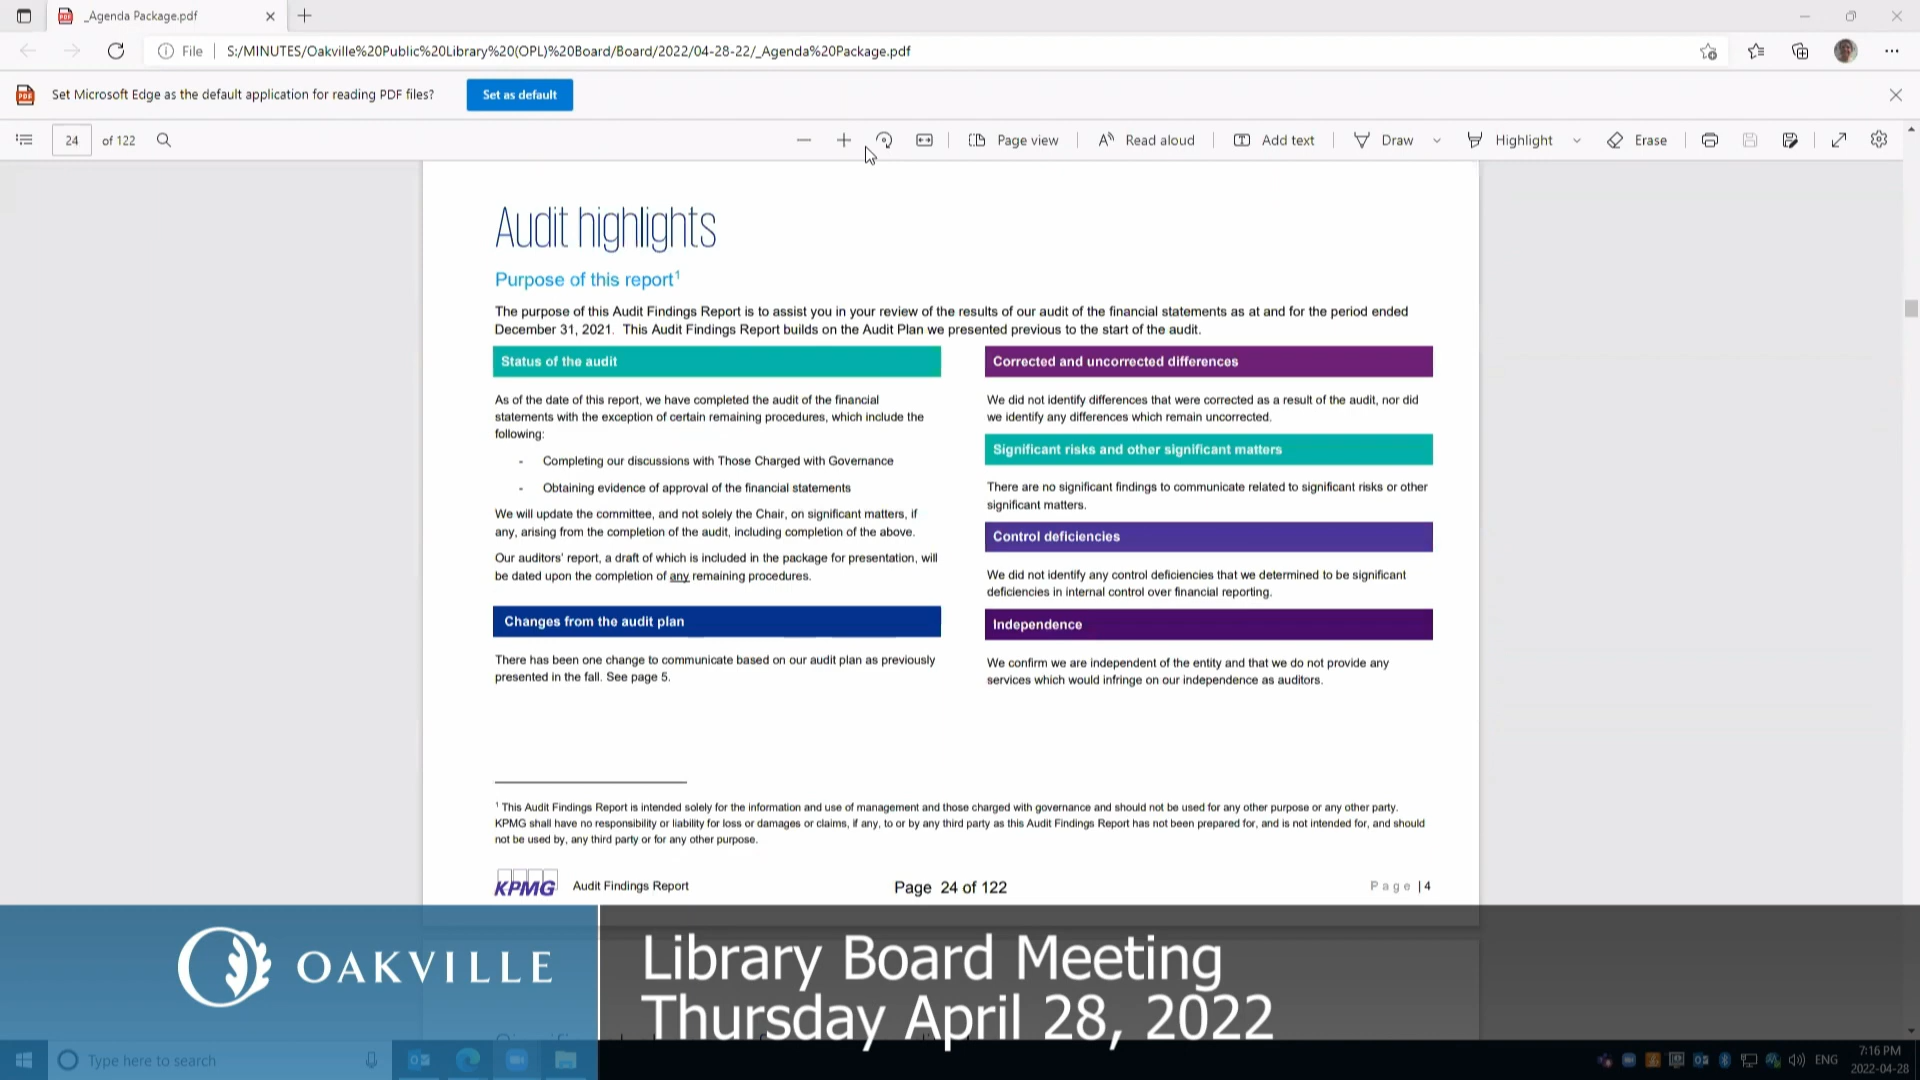 _Agenda Package.pdf
File
S:/MINUTES/Oakville%20Public%20Library%20(OPL)%20Board/Board/2022/04-28-22/_Agenda%20Package.pdf
Set Microsoft Edge as the default application for reading PDF files?
Set as default
24 of 122
Page view
Read aloud
Add text
Draw
Highlight
Erase
Audit highlights
Purpose of this report1
The purpose of this Audit Findings Report is to assist you in your review of the results of our audit of the financial statements as at and for the period ended
December 31, 2021. This Audit Findings Report builds on the Audit Plan we presented previous to the start of the audit.
Status of the audit
As of the date of this report, we have completed the audit of the financial
statements with the exception of certain remaining procedures, which include the
following:
- Completing our discussions with Those Charged with Governance
- Obtaining evidence of approval of the financial statements
We will update the committee, and not solely the Chair, on significant matters, if
any, arising from the completion of the audit, including completion of the above.
Our auditors' report, a draft of which is included in the package for presentation, will
be dated upon the completion of any remaining procedures.
Changes from the audit plan
There has been one change to communicate based on our audit plan as previously
presented in the fall. See page 5.
Corrected and uncorrected differences
We did not identify differences that were corrected as a result of the audit, nor did
we identify any differences which remain uncorrected.
Significant risks and other significant matters
There are no significant findings to communicate related to significant risks or other
significant matters.
Control deficiencies
We did not identify any control deficiencies that we determined to be significant
deficiencies in internal control over financial reporting.
Independence
We confirm we are independent of the entity and that we do not provide any
services which would infringe on our independence as auditors.
1 This Audit Findings Report is intended solely for the information and use of management and those charged with governance and should not be used for any other purpose or any other party.
KPMG shall have no responsibility or liability for loss or damages or claims, if any, to or by any third party as this Audit Findings Report has not been prepared for, and is not intended for, and should
not be used by, any third party or for any other purpose.
KPMG
Audit Findings Report
Page 24 of 122
Page | 4
OAKVILLE
Library Board Meeting
Thursday April 28, 2022
Type here to search
ENG
7:16 PM
2022-04-28